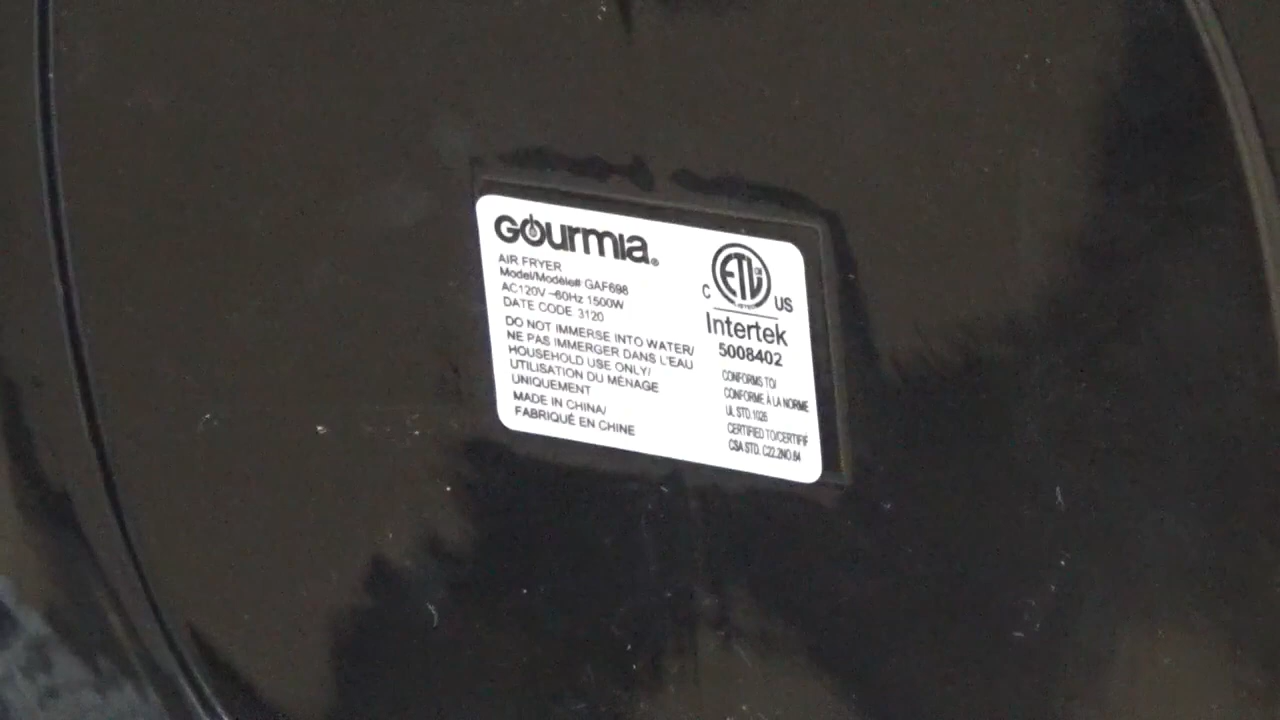 Gourmia®
AIR FRYER
Model/Modèle# GAF698
AC120V ~60Hz 1500W
DATE CODE 3120
DO NOT IMMERSE INTO WATER/
NE PAS IMMERGER DANS L'EAU
HOUSEHOLD USE ONLY/
UTILISATION DU MÉNAGE
UNIQUEMENT
MADE IN CHINA/
FABRIQUÉ EN CHINE
ETL
LISTED
C US
Intertek
5008402
CONFORMS TO/
CONFORME À LA NORME
UL STD.1026
CERTIFIED TO/CERTIFIF
CSA STD. C22.2NO.64